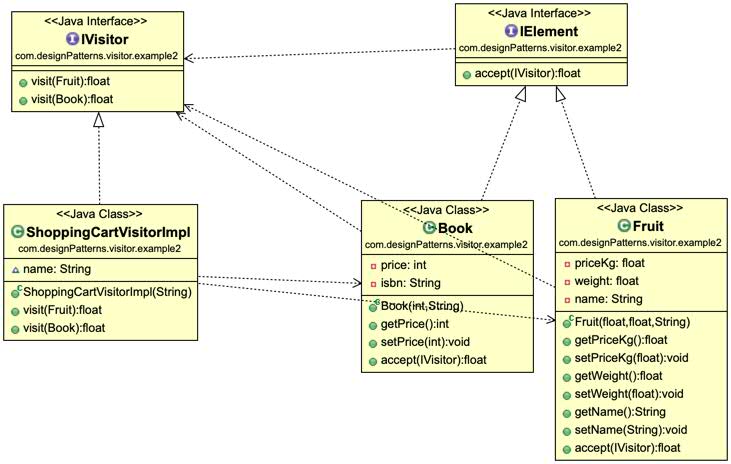 <<Java Interface>>
IVisitor
com.designPatterns.visitor.example2
visit(Fruit):float
visit(Book):float
<<Java Interface>>
IElement
com.designPatterns.visitor.example2
accept(IVisitor):float
<<Java Class>>
ShoppingCartVisitorImpl
com.designPatterns.visitor.example2
name: String
ShoppingCartVisitorImpl(String)
visit(Fruit):float
visit(Book):float
<<Java Class>>
Book
com.designPatterns.visitor.example2
price: int
isbn: String
Book(int,String)
getPrice():int
setPrice(int):void
accept(IVisitor):float
<<Java Class>>
Fruit
com.designPatterns.visitor.example2
priceKg: float
weight: float
name: String
Fruit(float,float,String)
getPriceKg():float
setPriceKg(float):void
getWeight():float
setWeight(float):void
getName():String
setName(String):void
accept(IVisitor):float